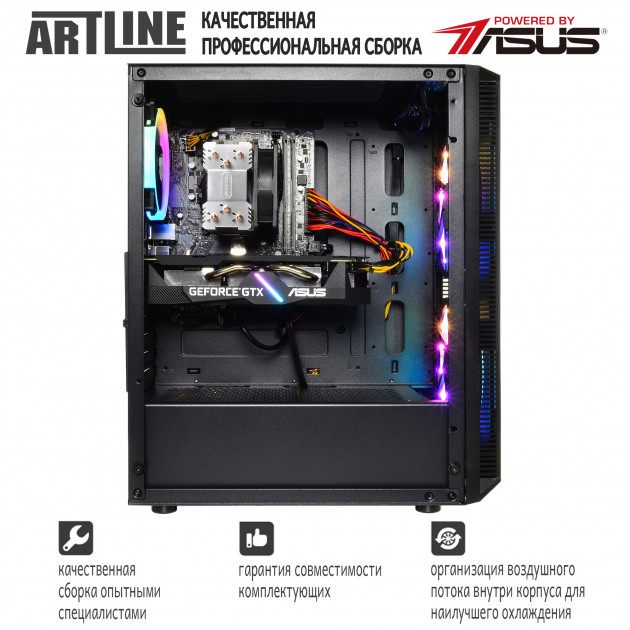 ARTLINE
КАЧЕСТВЕННАЯ
ПРОФЕССИОНАЛЬНАЯ СБОРКА
POWERED BY
ASUS®
GEFORCE® GTX
ASUS
качественная
сборка опытными
специалистами
гарантия совместимости
комплектующих
организация воздушного
потока внутри корпуса для
наилучшего охлаждения